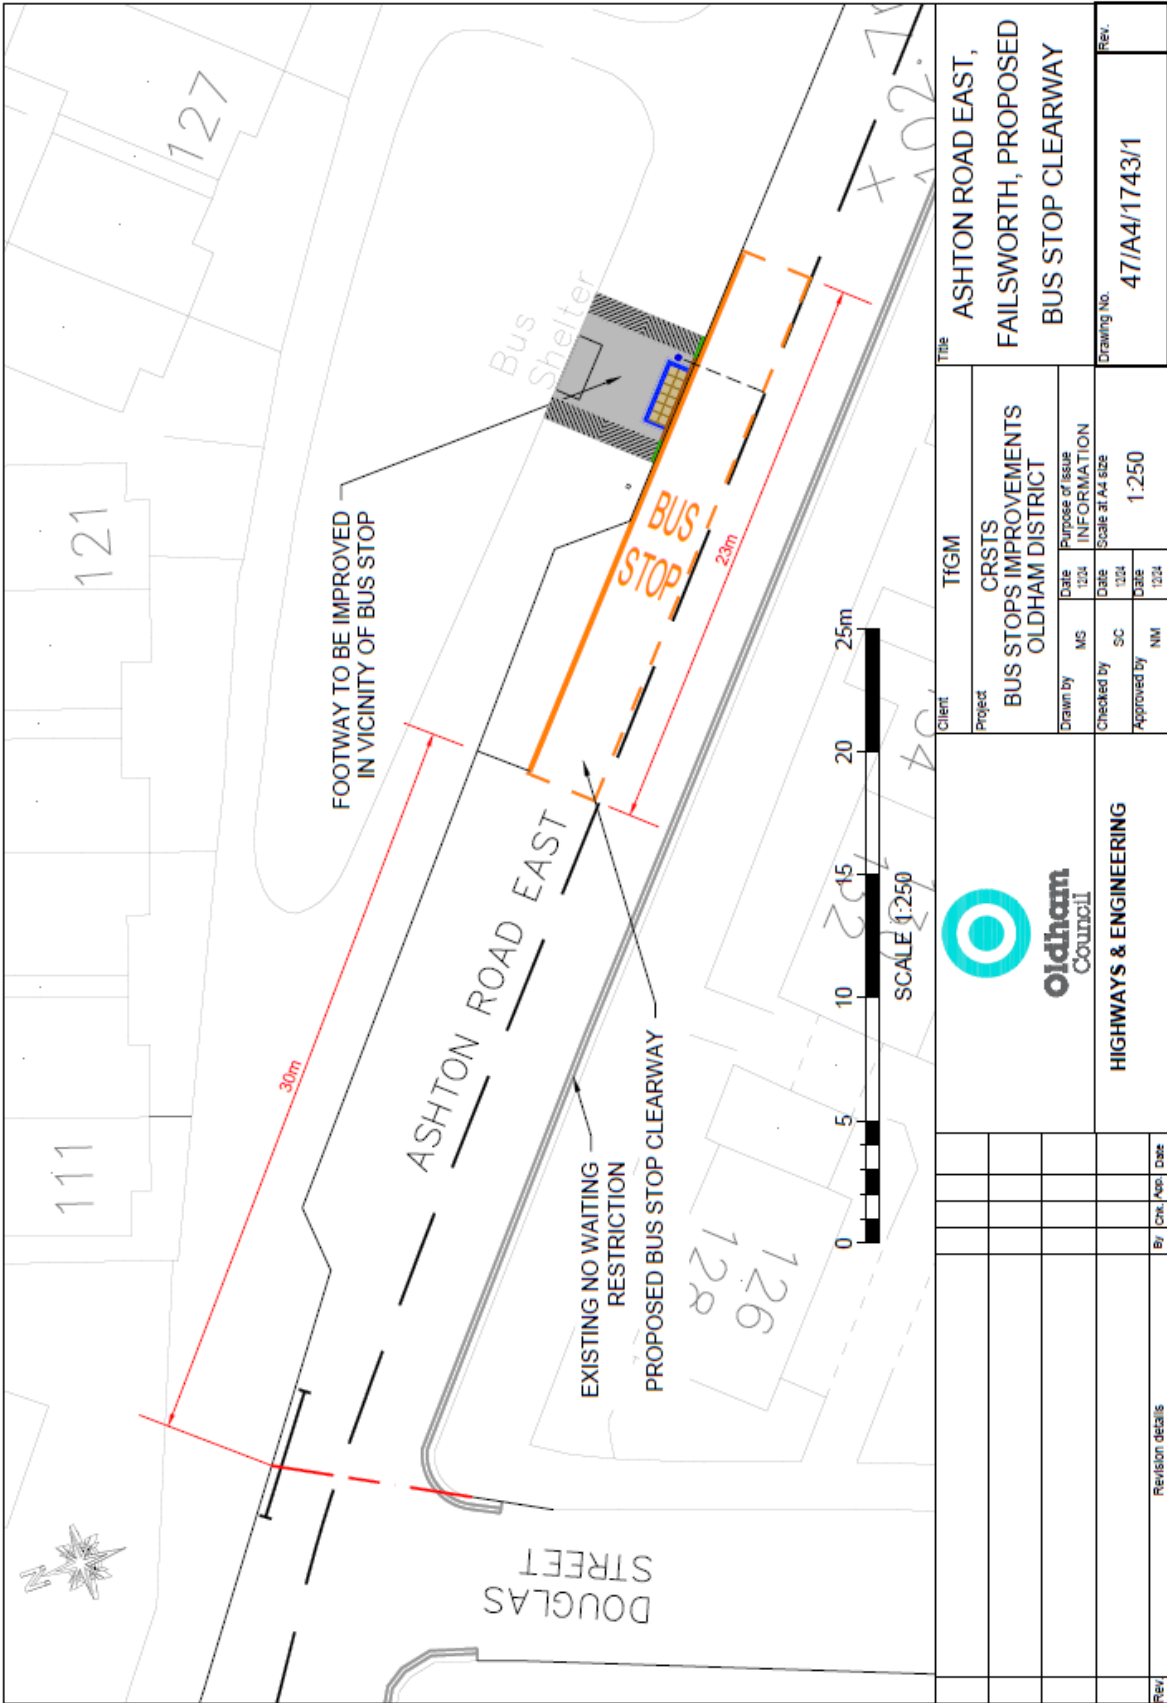 N
127
121
111
Bus
Shelter
FOOTWAY TO BE IMPROVED
IN VICINITY OF BUS STOP
30m
ASHTON ROAD EAST
BUS
STOP
23m
EXISTING NO WAITING
RESTRICTION
PROPOSED BUS STOP CLEARWAY
DOUGLAS
STREET
126
128
122
0 5 10 15 20 25m
SCALE 1:250
Rev.
Revision details
By Chk. App. Date
Oldham
Council
HIGHWAYS & ENGINEERING
Client
TfGM
Project
CRSTS
BUS STOPS IMPROVEMENTS
OLDHAM DISTRICT
Drawn by
MS
Date
12/24
Purpose of issue
INFORMATION
Checked by
SC
Date
12/24
Scale at A4 size
1:250
Approved by
NM
Date
12/24
Title
ASHTON ROAD EAST,
FAILSWORTH, PROPOSED
BUS STOP CLEARWAY
Drawing No.
47/A4/1743/1
Rev.